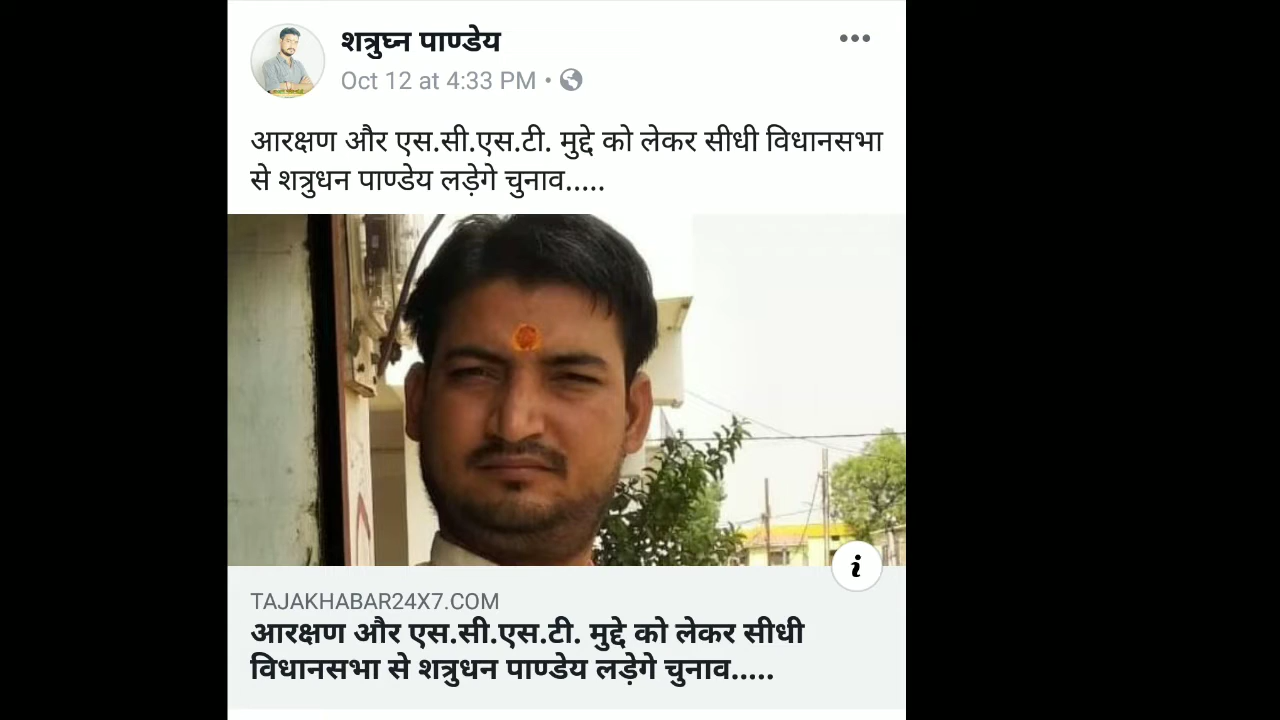 शत्रुघ्न पाण्डेय
Oct 12 at 4:33 PM •
आरक्षण और एस.सी.एस.टी. मुद्दे को लेकर सीधी विधानसभा
से शत्रुधन पाण्डेय लड़ेगे चुनाव.....
TAJAKHABAR24X7.COM
आरक्षण और एस.सी.एस.टी. मुद्दे को लेकर सीधी
विधानसभा से शत्रुधन पाण्डेय लड़ेगे चुनाव.....